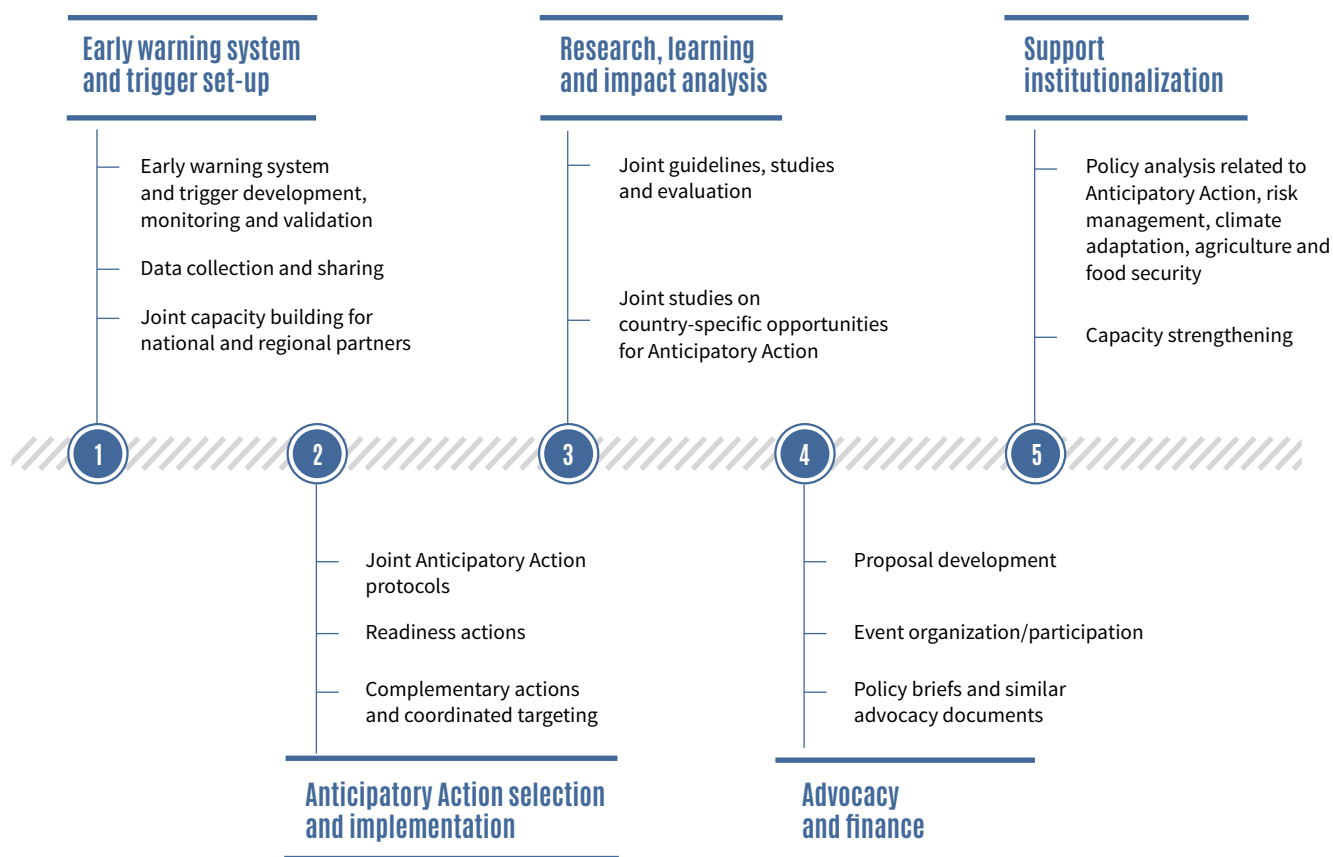 Early warning system
and trigger set-up
Early warning system
and trigger development,
monitoring and validation
Data collection and sharing
Joint capacity building for
national and regional partners
1
2
Joint Anticipatory Action
protocols
Readiness actions
Complementary actions
and coordinated targeting
Anticipatory Action selection
and implementation
Research, learning
and impact analysis
Joint guidelines, studies
and evaluation
Joint studies on
country-specific opportunities
for Anticipatory Action
3
4
Proposal development
Event organization/participation
Policy briefs and similar
advocacy documents
Advocacy
and finance
Support
institutionalization
Policy analysis related to
Anticipatory Action, risk
management, climate
adaptation, agriculture and
food security
Capacity strengthening
5